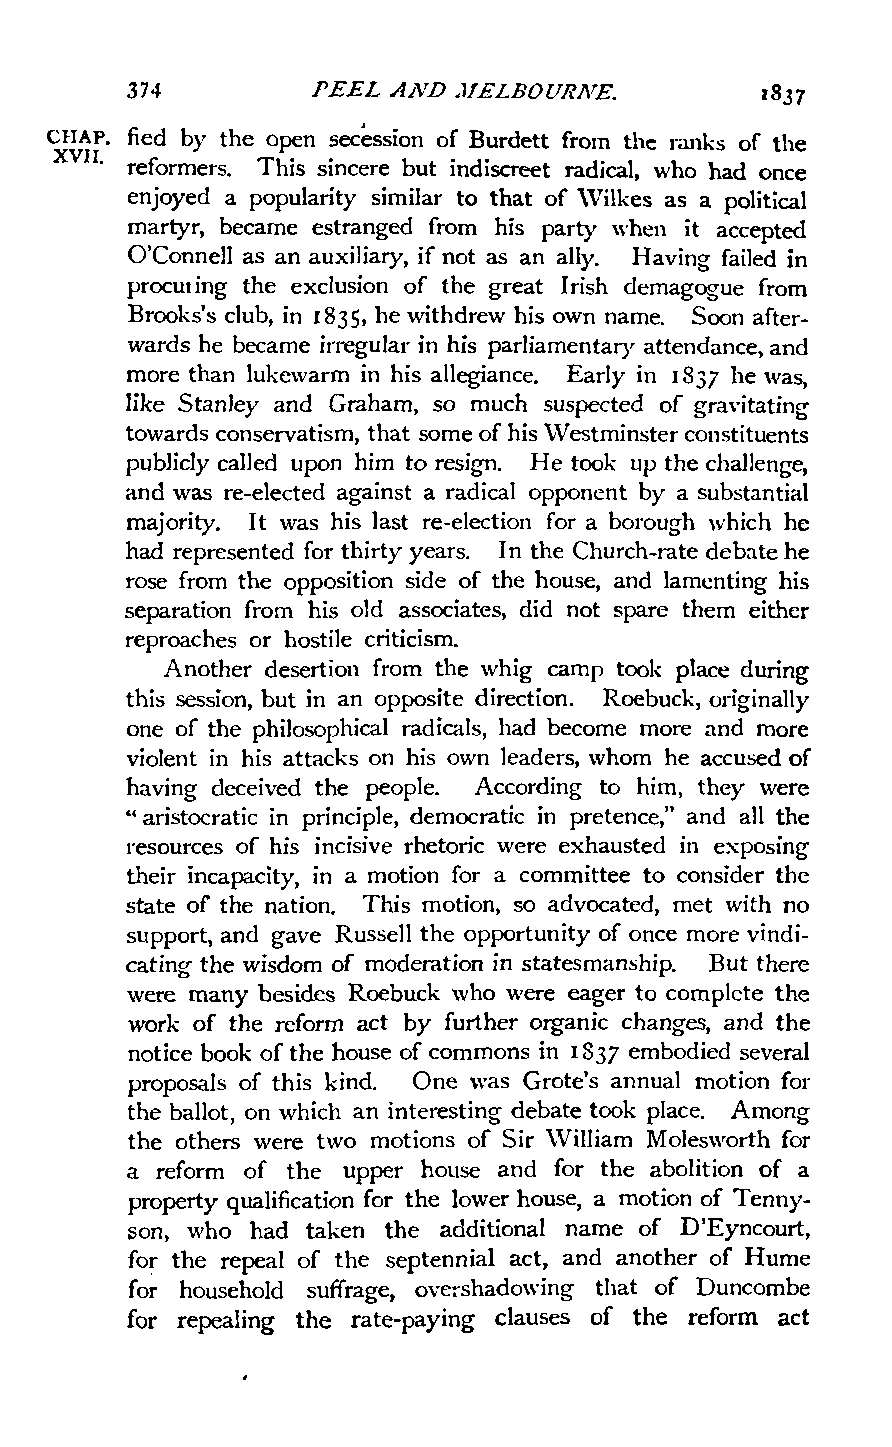 374 PEEL AND MELBOURNE. 1837
CHAP. XVII.
fied by the open secession of Burdett from the ranks of the
reformers. This sincere but indiscreet radical, who had once
enjoyed a popularity similar to that of Wilkes as a political
martyr, became estranged from his party when it accepted
O'Connell as an auxiliary, if not as an ally. Having failed in
procuring the exclusion of the great Irish demagogue from
Brooks's club, in 1835, he withdrew his own name. Soon after-
wards he became irregular in his parliamentary attendance, and
more than lukewarm in his allegiance. Early in 1837 he was,
like Stanley and Graham, so much suspected of gravitating
towards conservatism, that some of his Westminster constituents
publicly called upon him to resign. He took up the challenge,
and was re-elected against a radical opponent by a substantial
majority. It was his last re-election for a borough which he
had represented for thirty years. In the Church-rate debate he
rose from the opposition side of the house, and lamenting his
separation from his old associates, did not spare them either
reproaches or hostile criticism.
Another desertion from the whig camp took place during
this session, but in an opposite direction. Roebuck, originally
one of the philosophical radicals, had become more and more
violent in his attacks on his own leaders, whom he accused of
having deceived the people. According to him, they were
"aristocratic in principle, democratic in pretence," and all the
resources of his incisive rhetoric were exhausted in exposing
their incapacity, in a motion for a committee to consider the
state of the nation. This motion, so advocated, met with no
support, and gave Russell the opportunity of once more vindi-
cating the wisdom of moderation in statesmanship. But there
were many besides Roebuck who were eager to complete the
work of the reform act by further organic changes, and the
notice book of the house of commons in 1837 embodied several
proposals of this kind. One was Grote's annual motion for
the ballot, on which an interesting debate took place. Among
the others were two motions of Sir William Molesworth for
a reform of the upper house and for the abolition of a
property qualification for the lower house, a motion of Tenny-
son, who had taken the additional name of D'Eyncourt,
for the repeal of the septennial act, and another of Hume
for household suffrage, overshadowing that of Duncombe
for repealing the rate-paying clauses of the reform act